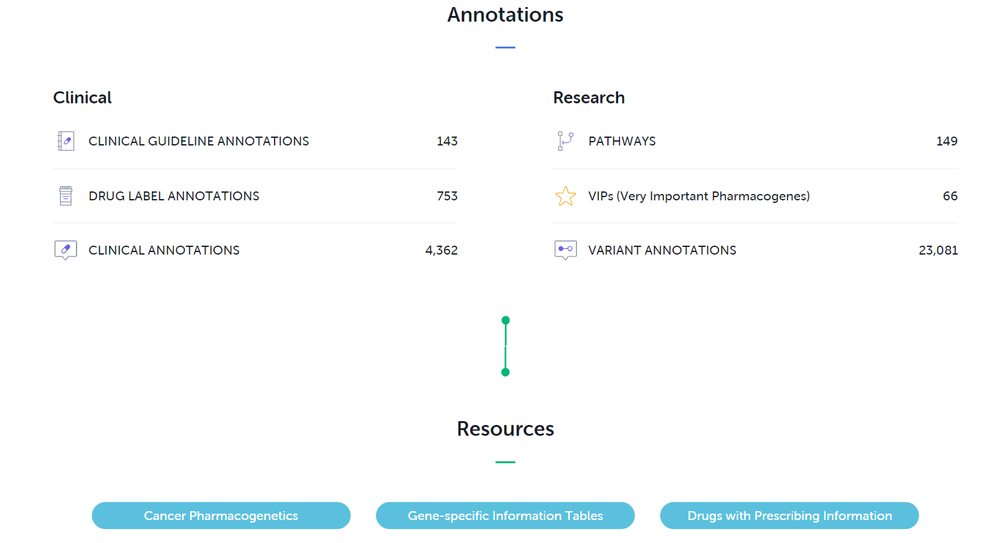 Annotations
Clinical
CLINICAL GUIDELINE ANNOTATIONS 143
DRUG LABEL ANNOTATIONS 753
CLINICAL ANNOTATIONS 4,362
Research
PATHWAYS 149
VIPs (Very Important Pharmacogenes) 66
VARIANT ANNOTATIONS 23,081
Resources
Cancer Pharmacogenetics
Gene-specific Information Tables
Drugs with Prescribing Information